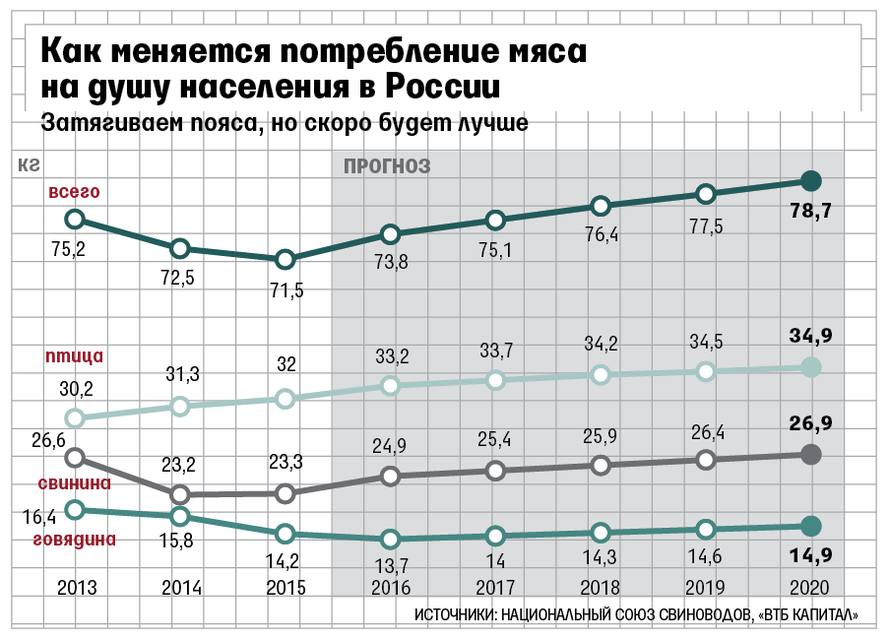 Как меняется потребление мяса
на душу населения в России
Затягиваем пояса, но скоро будет лучше
кг
ПРОГНОЗ
всего
75,2
72,5
71,5
73,8
75,1
76,4
77,5
78,7
птица
30,2
31,3
32
33,2
33,7
34,2
34,5
34,9
26,6
23,2
23,3
24,9
25,4
25,9
26,4
26,9
свинина
16,4
15,8
14,2
13,7
14
14,3
14,6
14,9
говядина
2013 2014 2015 2016 2017 2018 2019 2020
ИСТОЧНИКИ: НАЦИОНАЛЬНЫЙ СОЮЗ СВИНОВОДОВ, «ВТБ КАПИТАЛ»